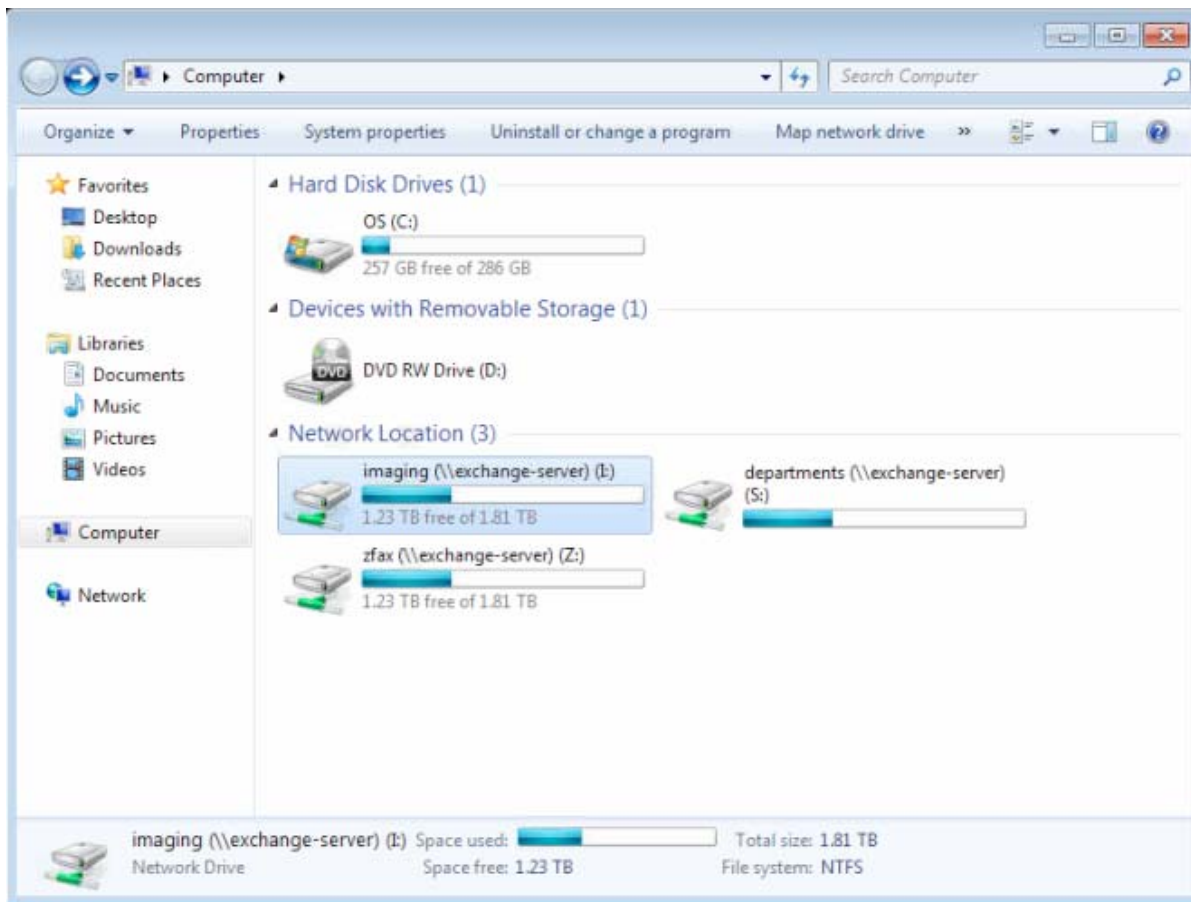 Computer
Search Computer
Organize
Properties
System properties
Uninstall or change a program
Map network drive
»
Favorites
Desktop
Downloads
Recent Places
Libraries
Documents
Music
Pictures
Videos
Computer
Network
Hard Disk Drives (1)
OS (C:)
257 GB free of 286 GB
Devices with Removable Storage (1)
DVD
DVD RW Drive (D:)
Network Location (3)
imaging (\\exchange-server) (I:)
1.23 TB free of 1.81 TB
departments (\\exchange-server)
(S:)
zfax (\\exchange-server) (Z:)
1.23 TB free of 1.81 TB
imaging (\\exchange-server) (I:) Space used: Total size: 1.81 TB
Network Drive Space free: 1.23 TB File system: NTFS